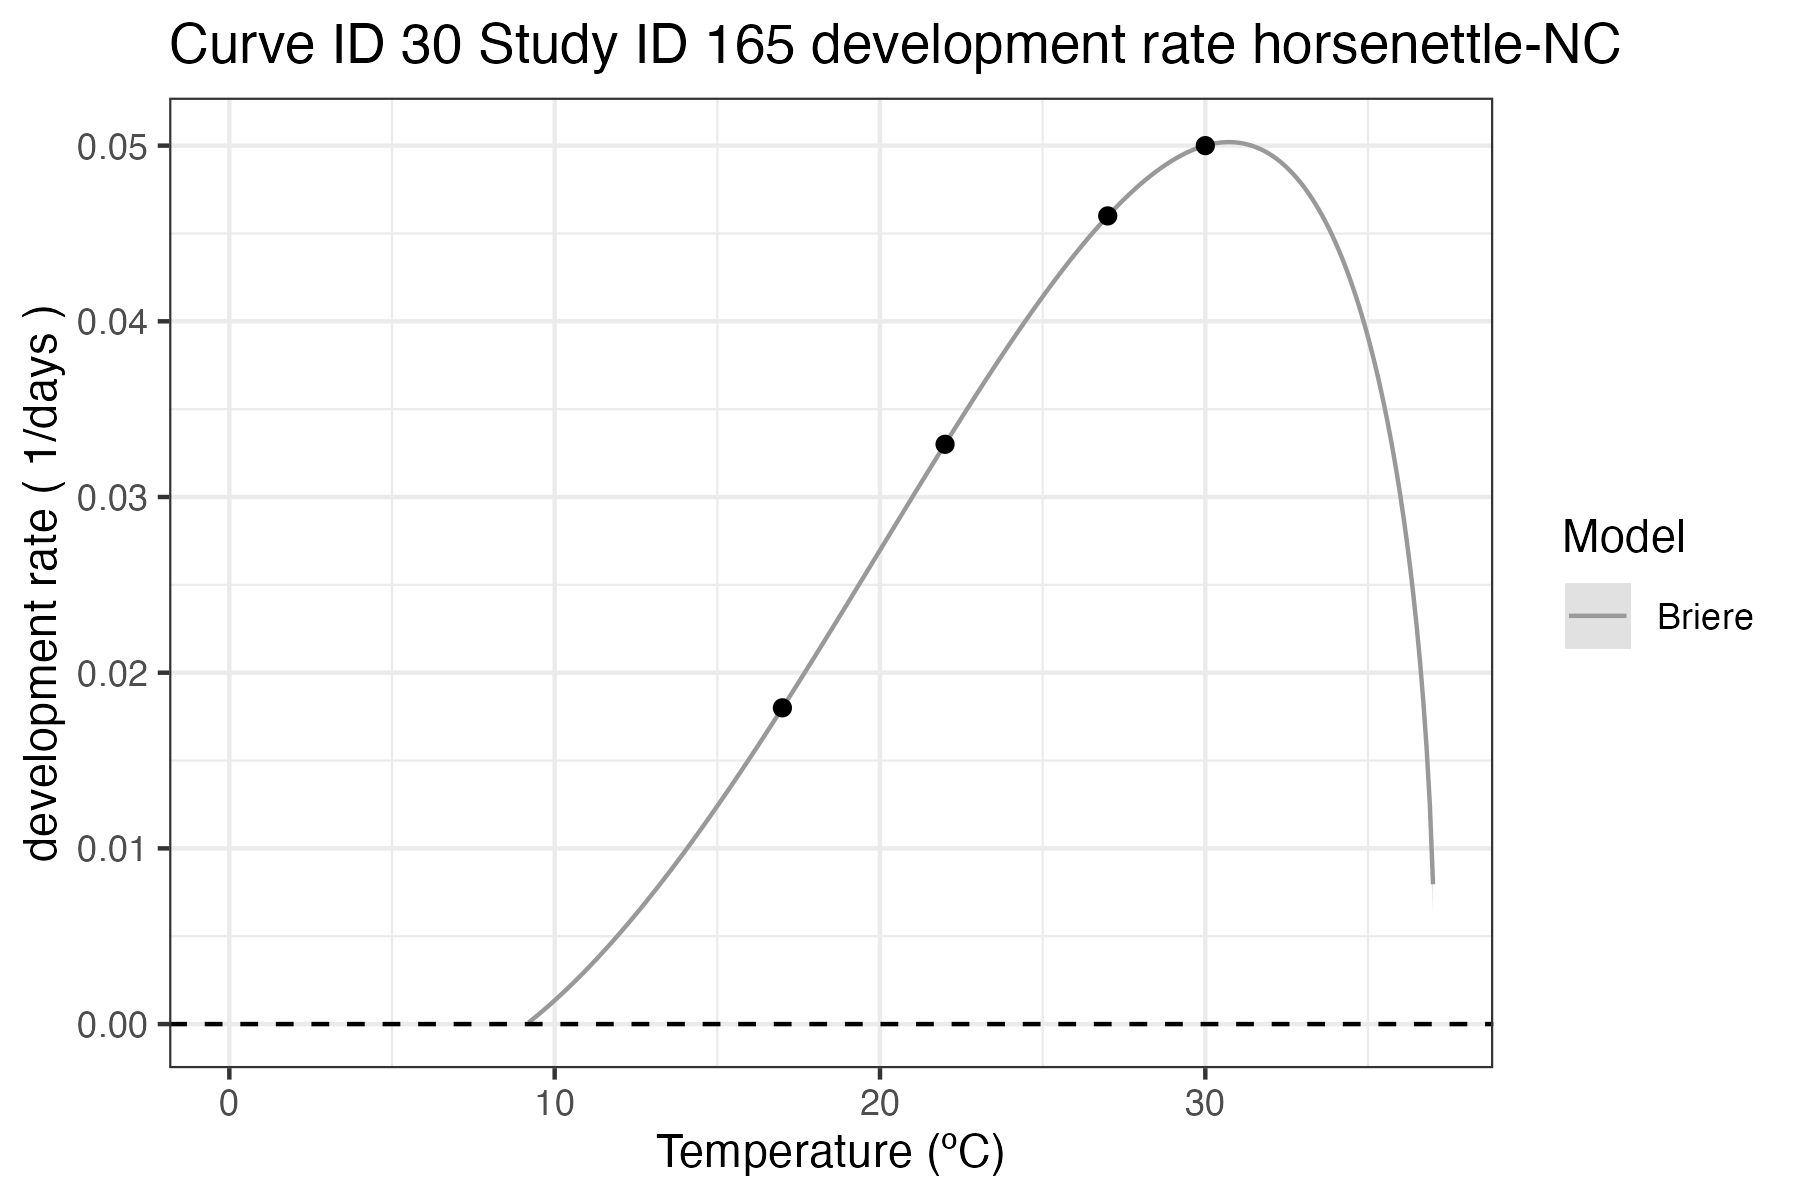 Curve ID 30 Study ID 165 development rate horsenettle-NC
0.05
0.04
0.03
0.02
0.01
0.00
development rate ( 1/days )
0 10 20 30
Temperature (ºC)
Model
Briere